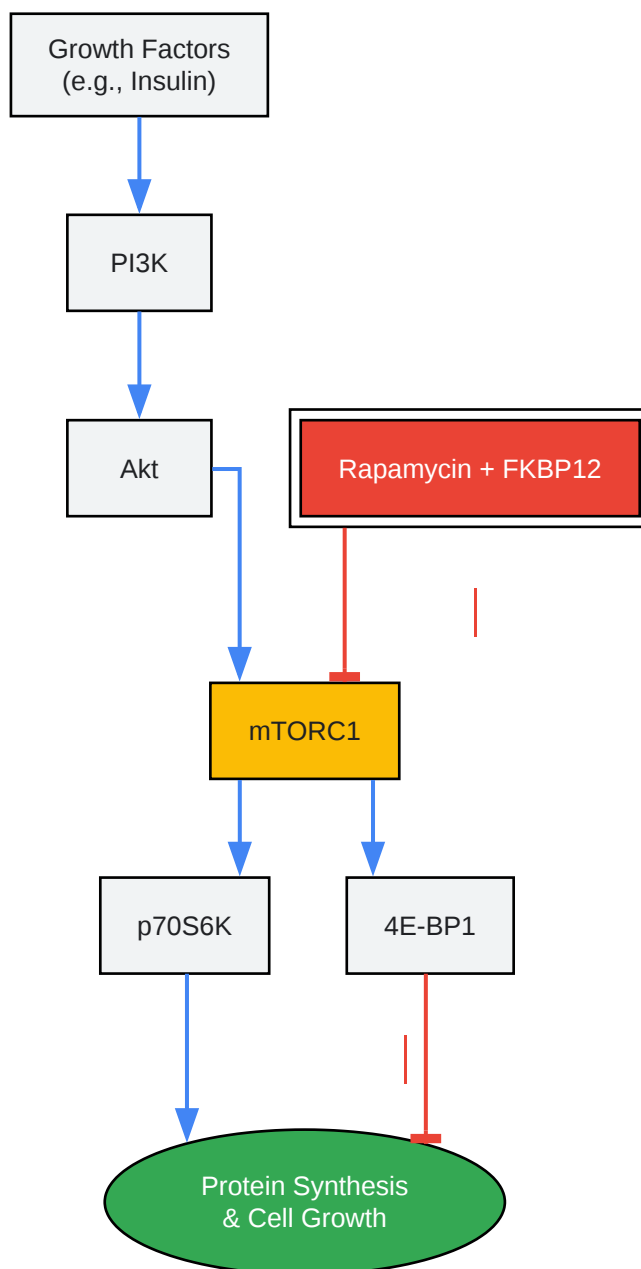 Growth Factors
(e.g., Insulin)
PI3K
Akt
Rapamycin + FKBP12
mTORC1
p70S6K
4E-BP1
Protein Synthesis
& Cell Growth